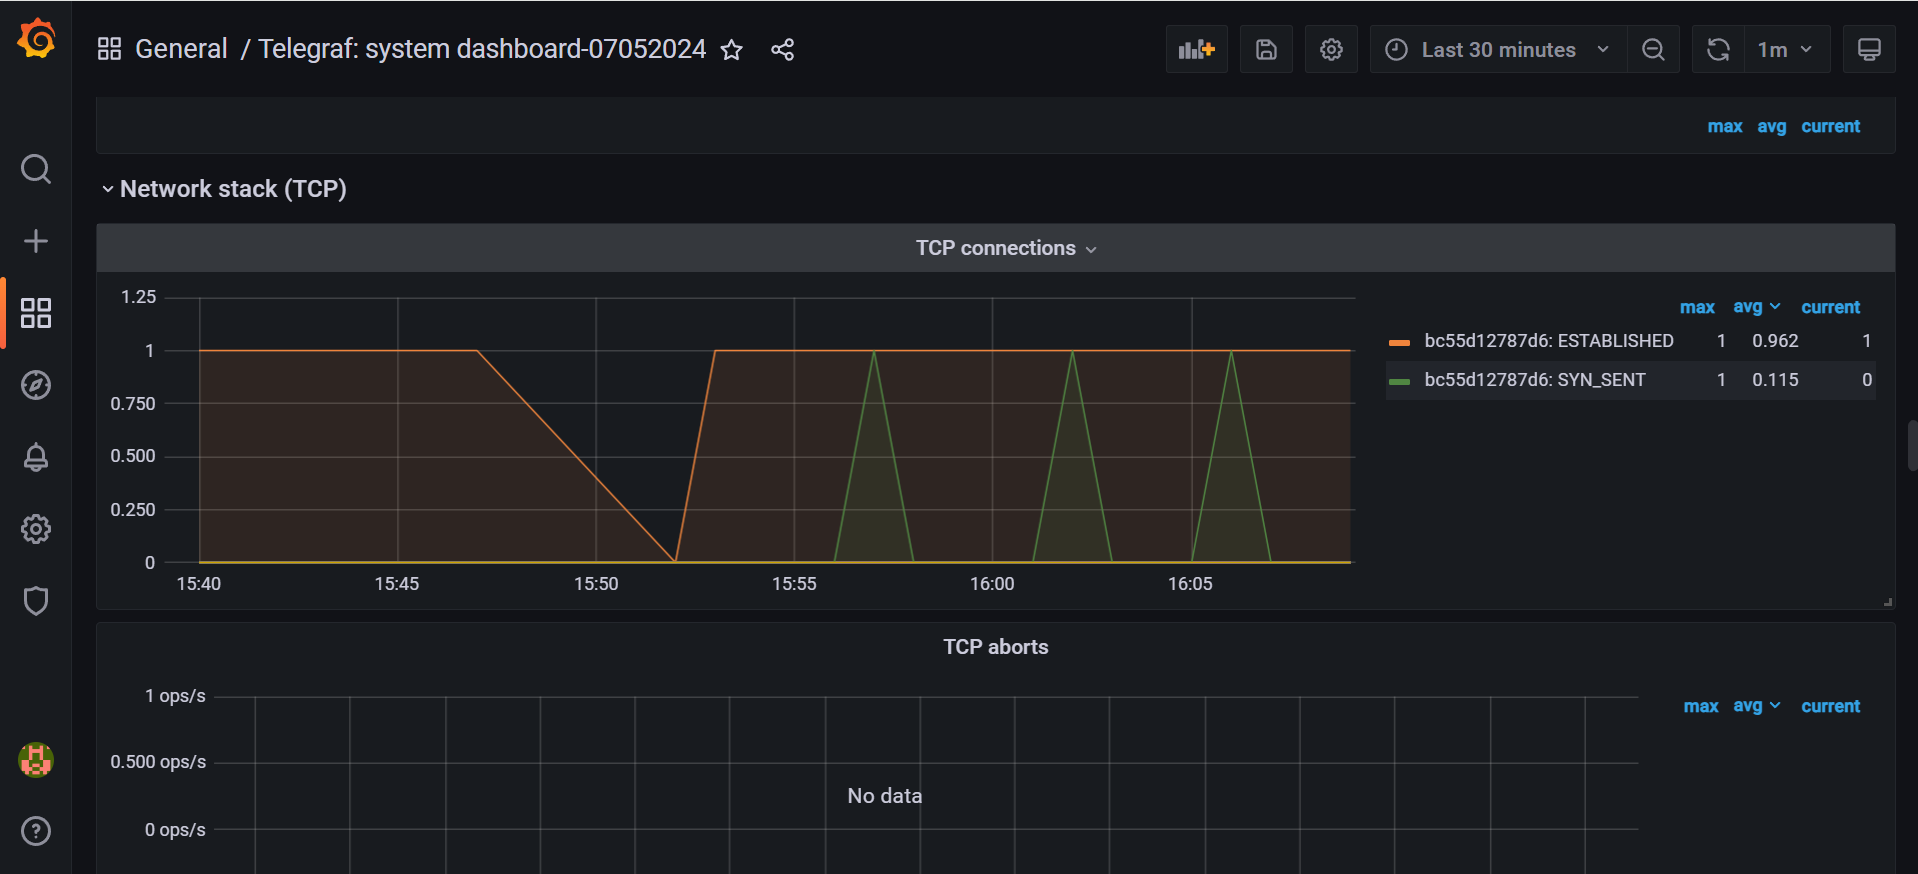 General / Telegraf: system dashboard-07052024
Last 30 minutes
1m
max avg current
Network stack (TCP)
TCP connections
1.25
1
0.750
0.500
0.250
0
15:40 15:45 15:50 15:55 16:00 16:05
max avg current
bc55d12787d6: ESTABLISHED 1 0.962 1
bc55d12787d6: SYN_SENT 1 0.115 0
TCP aborts
1 ops/s
0.500 ops/s
0 ops/s
No data
max avg current